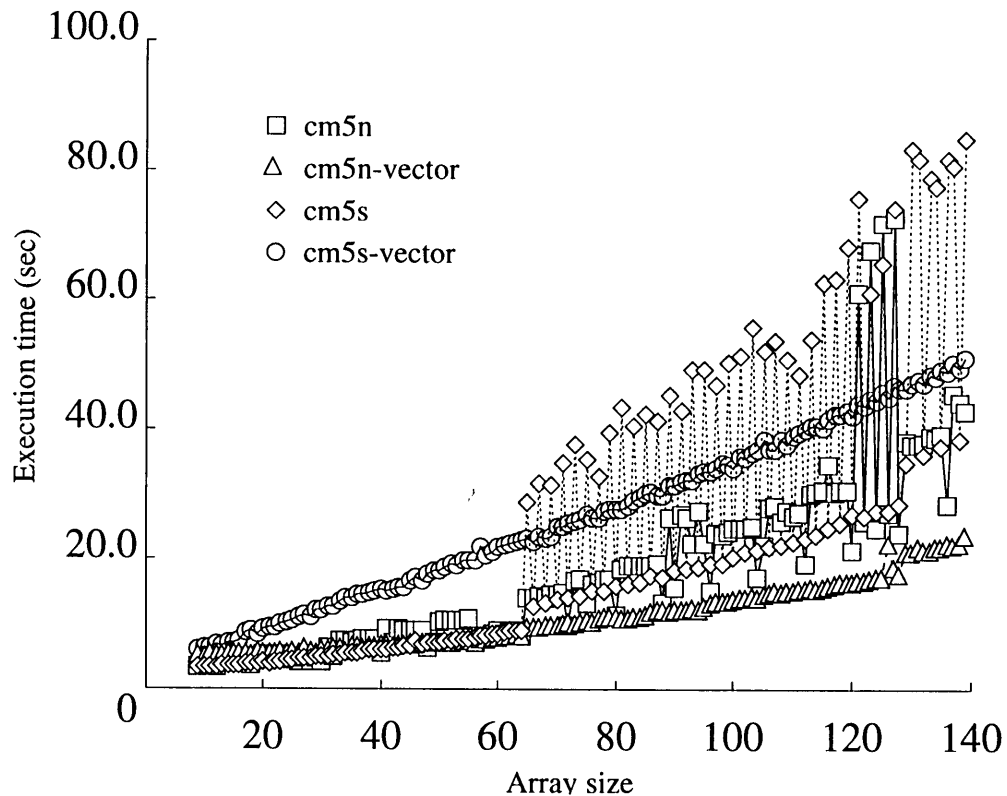 100.0
80.0
60.0
40.0
20.0
0
Execution time (sec)
cm5n
cm5n-vector
cm5s
cm5s-vector
20 40 60 80 100 120 140
Array size